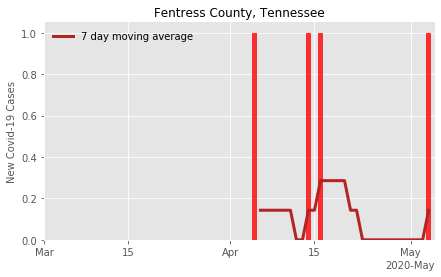 Fentress County, Tennessee
7 day moving average
New Covid-19 Cases
1.0
0.8
0.6
0.4
0.2
0.0
Mar 15 Apr 15 May
2020-May